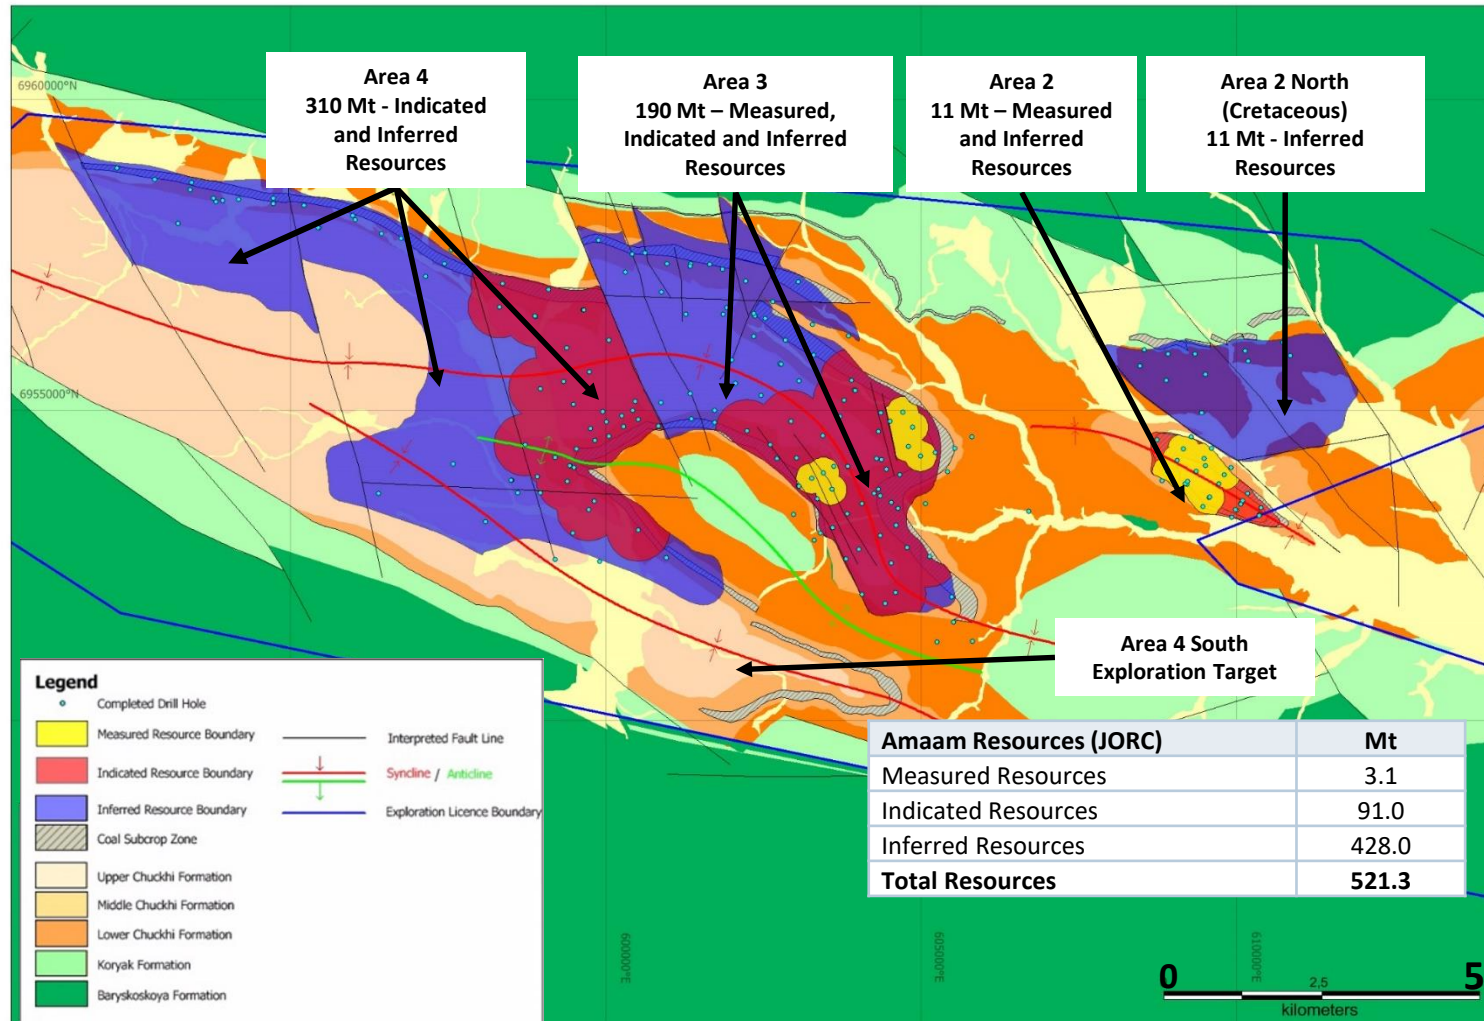 Area 4
310 Mt - Indicated
and Inferred
Resources
Area 3
190 Mt – Measured,
Indicated and Inferred
Resources
Area 2
11 Mt – Measured
and Inferred
Resources
Area 2 North
(Cretaceous)
11 Mt - Inferred
Resources
6960000°N
6955000°N
Area 4 South
Exploration Target
Legend
Completed Drill Hole
Measured Resource Boundary
Indicated Resource Boundary
Inferred Resource Boundary
Coal Subcrop Zone
Upper Chuckhi Formation
Middle Chuckhi Formation
Lower Chuckhi Formation
Koryak Formation
Baryskoskoya Formation
Interpreted Fault Line
Syncline / Anticline
Exploration Licence Boundary
Amaam Resources (JORC) Mt
Measured Resources 3.1
Indicated Resources 91.0
Inferred Resources 428.0
Total Resources 521.3
600000°E
605000°E
610000°E
0 2,5 5
kilometers